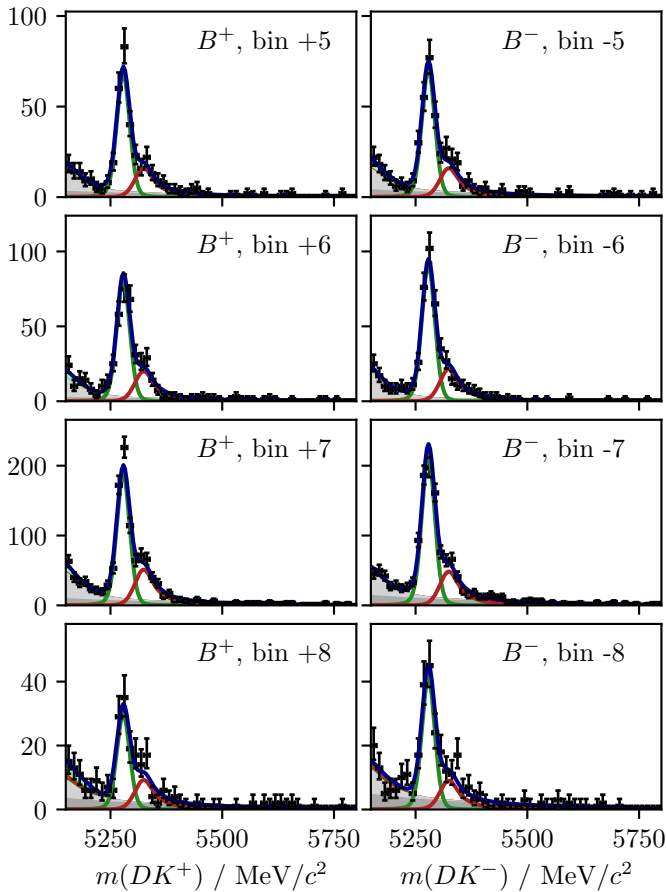 100
50
0
B⁺, bin +5
B⁻, bin -5
100
50
0
B⁺, bin +6
B⁻, bin -6
200
100
0
B⁺, bin +7
B⁻, bin -7
40
20
0
B⁺, bin +8
B⁻, bin -8
5250 5500 5750
5250 5500 5750
m(DK⁺) / MeV/c²
m(DK⁻) / MeV/c²